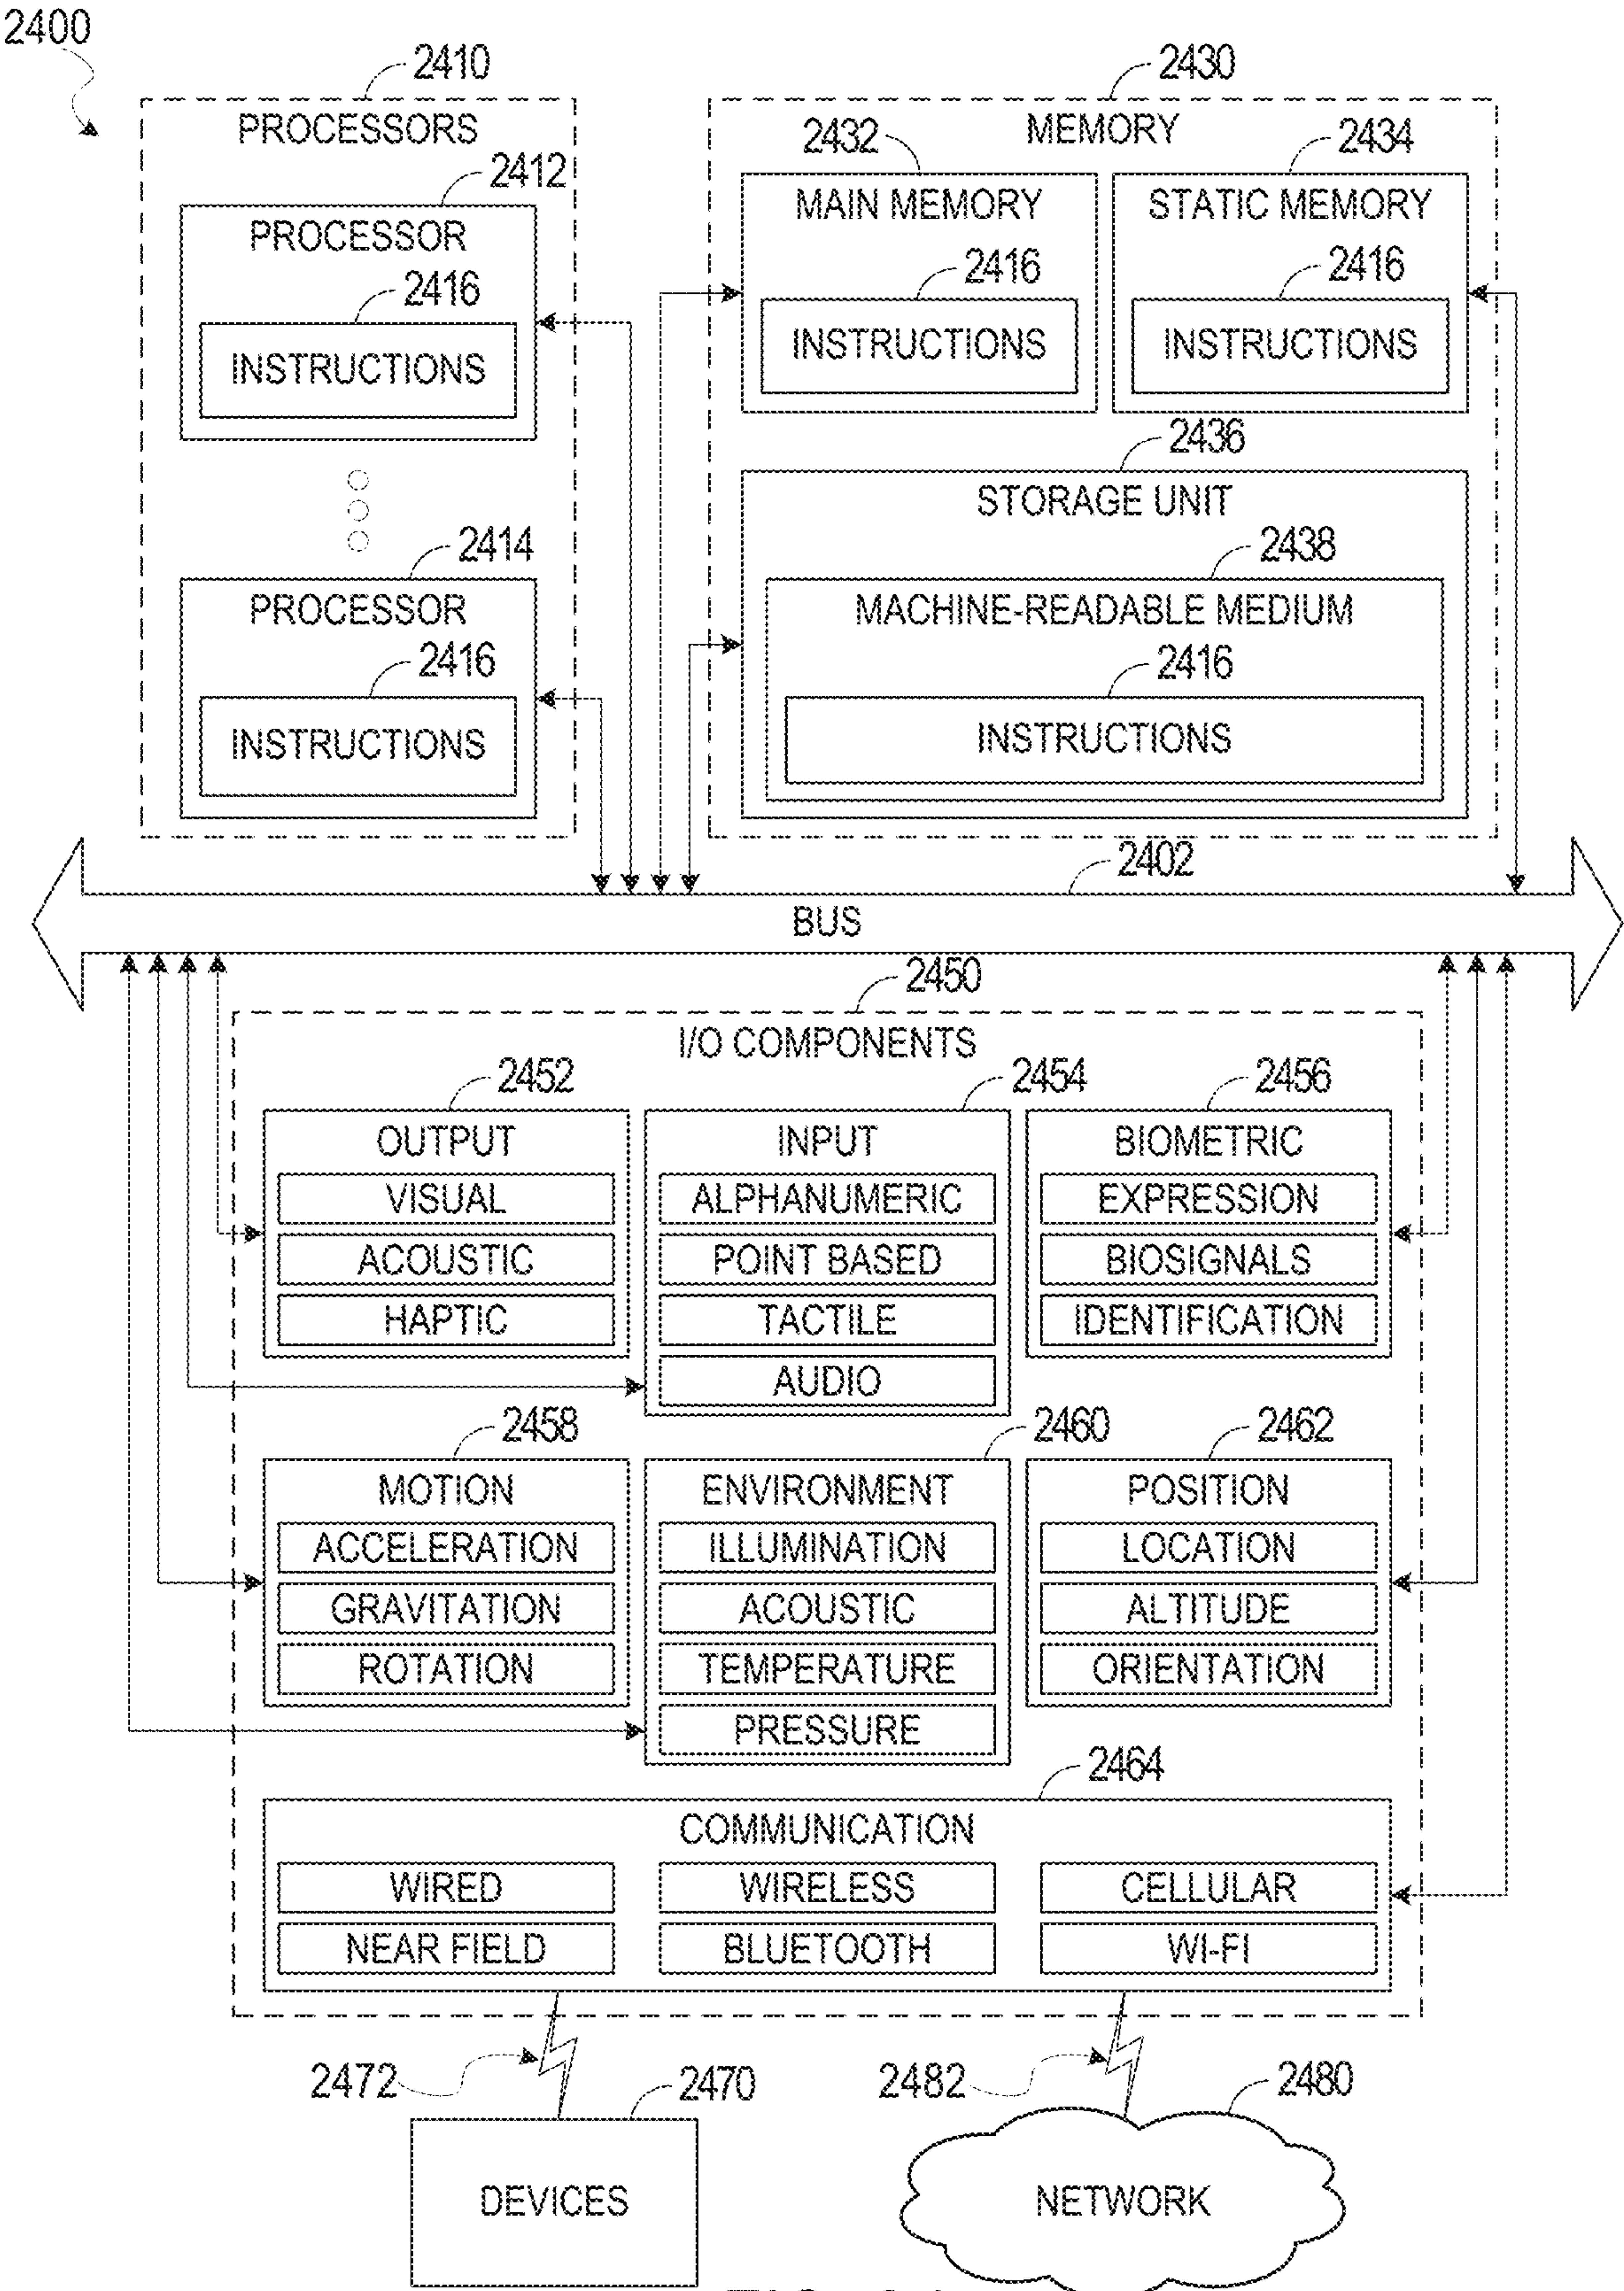 2400
2410
2430
PROCESSORS
MEMORY
2412
2432
2434
PROCESSOR
MAIN MEMORY
STATIC MEMORY
2416
2416
2416
INSTRUCTIONS
INSTRUCTIONS
INSTRUCTIONS
2436
STORAGE UNIT
2414
2438
PROCESSOR
MACHINE-READABLE MEDIUM
2416
2416
INSTRUCTIONS
INSTRUCTIONS
2402
BUS
2450
I/O COMPONENTS
2452
2454
2456
OUTPUT
VISUAL
ACOUSTIC
HAPTIC
INPUT
ALPHANUMERIC
POINT BASED
TACTILE
AUDIO
BIOMETRIC
EXPRESSION
BIOSIGNALS
IDENTIFICATION
2458
2460
2462
MOTION
ACCELERATION
GRAVITATION
ROTATION
ENVIRONMENT
ILLUMINATION
ACOUSTIC
TEMPERATURE
PRESSURE
POSITION
LOCATION
ALTITUDE
ORIENTATION
2464
COMMUNICATION
WIRED
WIRELESS
CELLULAR
NEAR FIELD
BLUETOOTH
WI-FI
2472
2470
2482
2480
DEVICES
NETWORK